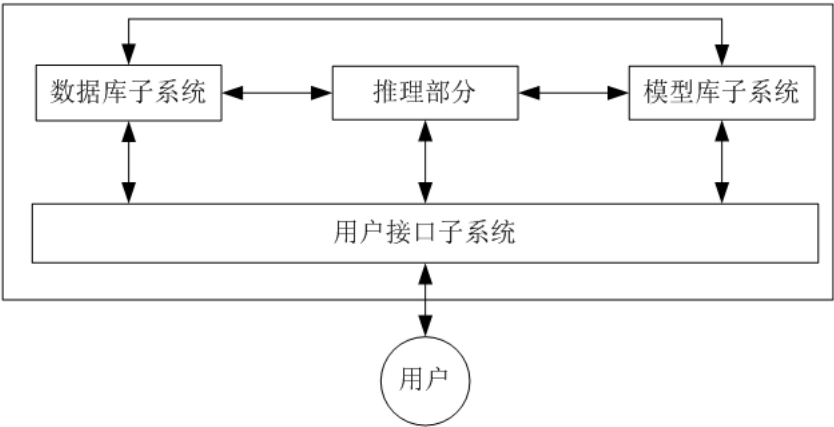 数据库子系统
推理部分
模型库子系统
用户接口子系统
用户